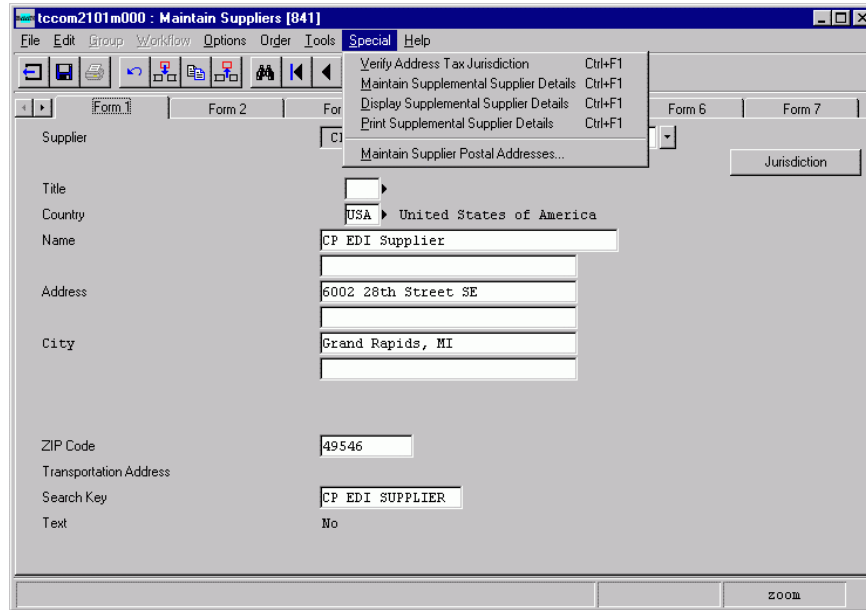 tccom2101m000 : Maintain Suppliers [841]
File Edit Group Workflow Options Order Tools Special Help
Verify Address Tax Jurisdiction Ctrl+F1
Maintain Supplemental Supplier Details Ctrl+F1
Display Supplemental Supplier Details Ctrl+F1
Print Supplemental Supplier Details Ctrl+F1
Maintain Supplier Postal Addresses...
Form 1 Form 2 Form 6 Form 7
Supplier
Jurisdiction
Title
Country USA United States of America
Name CP EDI Supplier
Address 6002 28th Street SE
City Grand Rapids, MI
ZIP Code 49546
Transportation Address
Search Key CP EDI SUPPLIER
Text No
zoom